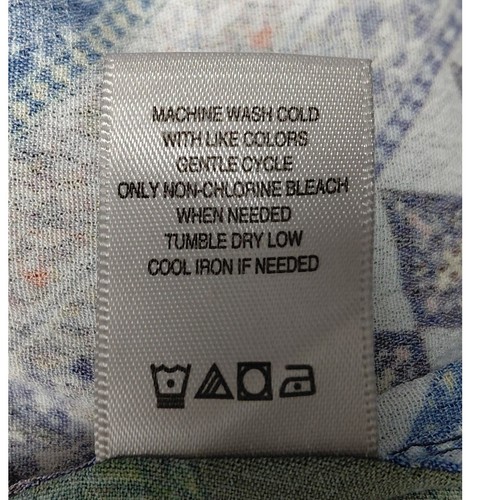 MACHINE WASH COLD
WITH LIKE COLORS
GENTLE CYCLE
ONLY NON-CHLORINE BLEACH
WHEN NEEDED
TUMBLE DRY LOW
COOL IRON IF NEEDED